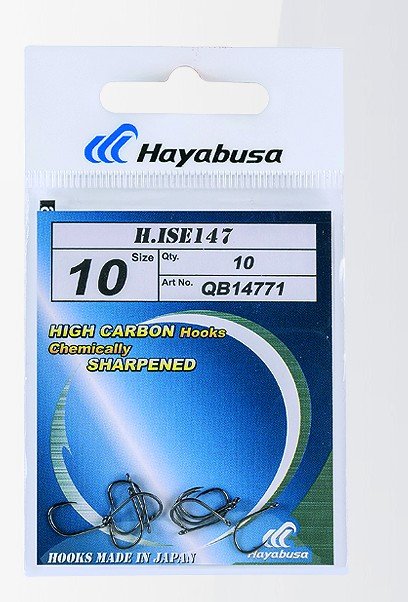 Hayabusa
H.ISE147
10 Size
Qty. 10
Art No. QB14771
HIGH CARBON Hooks
Chemically
SHARPENED
Hayabusa
HOOKS MADE IN JAPAN